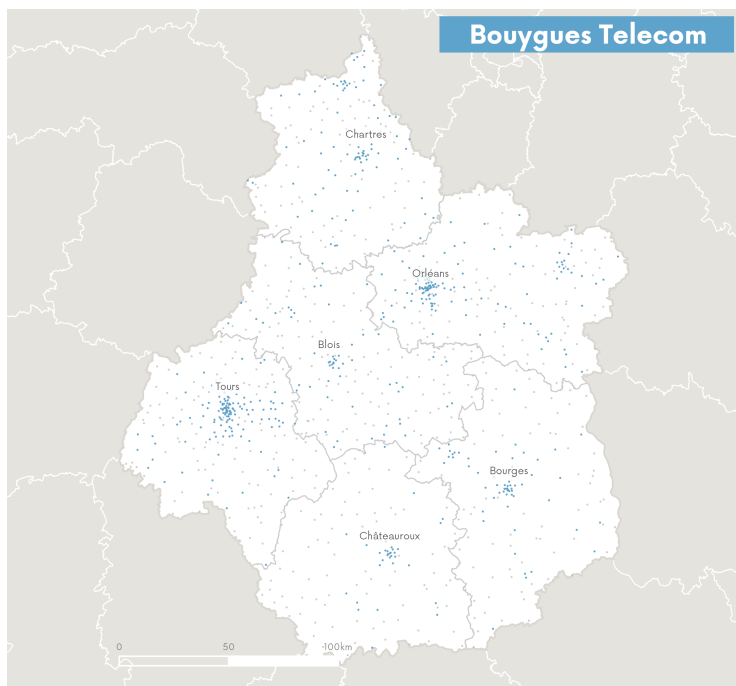 Bouygues Telecom
Chartres
Orléans
Blois
Tours
Bourges
Châteauroux
0 50 100km